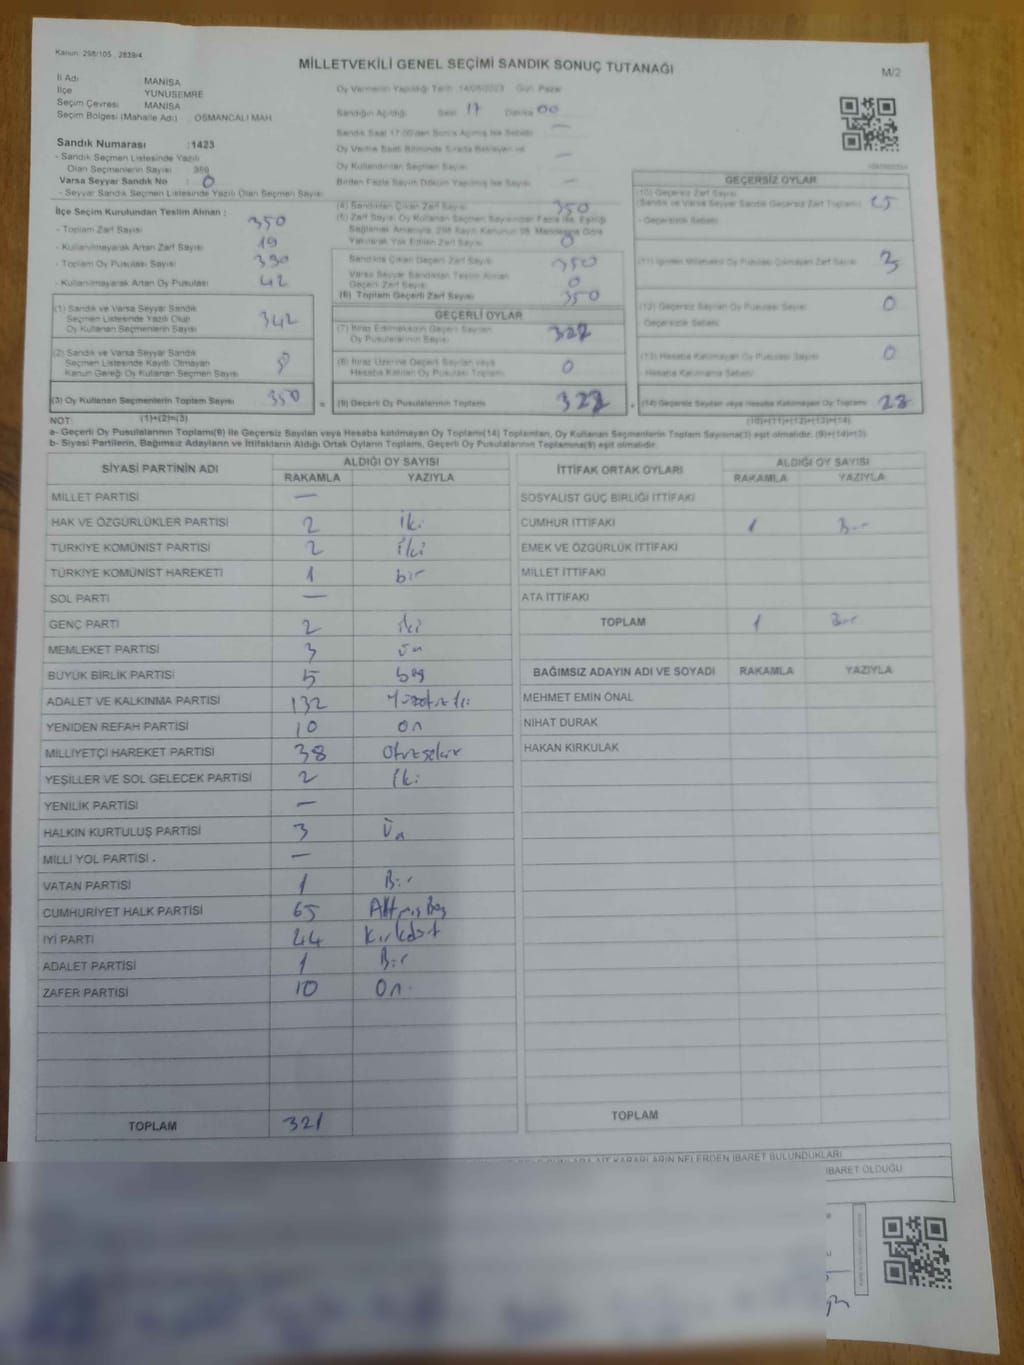 Kanun: 298/105 , 2839/4
MİLLETVEKİLİ GENEL SEÇİMİ SANDIK SONUÇ TUTANAĞI
M/2
İl Adı MANİSA
İlçe YUNUSEMRE
Seçim Çevresi MANİSA
Seçim Bölgesi (Mahalle Adı) : OSMANCALI MAH.
Oy Vermenin Yapıldığı Tarih: 14/05/2023 Gün: Pazar
Sandığın Açıldığı Saat 17 Dakika 00
Sandık Saat 17:00'den Sonra Açılmış İse Sebebi —
Oy Verme Saati Bitiminde Sırada Bekleyen ve
Oy Kullandırılan Seçmen Sayısı —
Birden Fazla Sayım Döküm Yapılmış İse Sayısı —
Sandık Numarası : 1423
- Sandık Seçmen Listesinde Yazılı
Olan Seçmenlerin Sayısı 359
Varsa Seyyar Sandık No : 0
- Seyyar Sandık Seçmen Listesinde Yazılı Olan Seçmen Sayısı
İlçe Seçim Kurulundan Teslim Alınan :
- Toplam Zarf Sayısı 350
- Kullanılmayarak Artan Zarf Sayısı 19
- Toplam Oy Pusulası Sayısı 390
- Kullanılmayarak Artan Oy Pusulası 42
(1) Sandık ve Varsa Seyyar Sandık
Seçmen Listesinde Yazılı Olup
Oy Kullanan Seçmenlerin Sayısı 342
(2) Sandık ve Varsa Seyyar Sandık
Seçmen Listesinde Kayıtlı Olmayan
Kanun Gereği Oy Kullanan Seçmen Sayısı 8
(3) Oy Kullanan Seçmenlerin Toplam Sayısı 350
(4) Sandıktan Çıkan Zarf Sayısı 350
(5) Zarf Sayısı Oy Kullanan Seçmen Sayısından Fazla İse, Eşitliği
Sağlamak Amacıyla, 298 Sayılı Kanunun 98. Maddesine Göre
Yakılarak Yok Edilen Zarf Sayısı 0
Sandıkta Çıkan Geçerli Zarf Sayısı 350
Varsa Seyyar Sandıktan Teslim Alınan
Geçerli Zarf Sayısı 0
(6) Toplam Geçerli Zarf Sayısı 350
GEÇERLİ OYLAR
(7) İtiraz Edilmeksizin Geçerli Sayılan
Oy Pusulalarının Sayısı 322
(8) İtiraz Üzerine Geçerli Sayılan veya
Hesaba Katılan Oy Pusulası Toplamı 0
(9) Geçerli Oy Pusulalarının Toplamı 322
GEÇERSİZ OYLAR
(10) Geçersiz Zarf Sayısı
(Sandık ve Varsa Seyyar Sandık Geçersiz Zarf Toplamı) 25
- Geçersizlik Sebebi
(11) İçinden Milletvekili Oy Pusulası Çıkmayan Zarf Sayısı 3
(12) Geçersiz Sayılan Oy Pusulası Sayısı 0
- Geçersizlik Sebebi
(13) Hesaba Katılmayan Oy Pusulası Sayısı 0
- Hesaba Katılmama Sebebi
(14) Geçersiz Sayılan veya Hesaba Katılmayan Oy Toplamı 28
NOT: (1)+(2)=(3) (10)+(11)+(12)+(13)=(14)
a- Geçerli Oy Pusulalarının Toplamı(9) ile Geçersiz Sayılan veya Hesaba Katılmayan Oy Toplamı(14) Toplamları, Oy Kullanan Seçmenlerin Toplam Sayısına(3) eşit olmalıdır. (9)+(14)=(3)
b- Siyasi Partilerin, Bağımsız Adayların ve İttifakların Aldığı Ortak Oyların Toplamı, Geçerli Oy Pusulalarının Toplamına(9) eşit olmalıdır.
SİYASİ PARTİNİN ADI ALDIĞI OY SAYISI
RAKAMLA YAZIYLA
MİLLET PARTİSİ —
HAK VE ÖZGÜRLÜKLER PARTİSİ 2 iki
TÜRKİYE KOMÜNİST PARTİSİ 2 iki
TÜRKİYE KOMÜNİST HAREKETİ 1 bir
SOL PARTİ —
GENÇ PARTİ 2 iki
MEMLEKET PARTİSİ 3 üç
BÜYÜK BİRLİK PARTİSİ 5 beş
ADALET VE KALKINMA PARTİSİ 132 Yüzotuziki
YENİDEN REFAH PARTİSİ 10 on
MİLLİYETÇİ HAREKET PARTİSİ 38 Otuzsekiz
YEŞİLLER VE SOL GELECEK PARTİSİ 2 İki
YENİLİK PARTİSİ —
HALKIN KURTULUŞ PARTİSİ 3 Üç
MİLLİ YOL PARTİSİ —
VATAN PARTİSİ 1 Bir
CUMHURİYET HALK PARTİSİ 65 Altmış Beş
İYİ PARTİ 44 Kırkdört
ADALET PARTİSİ 1 Bir
ZAFER PARTİSİ 10 On
TOPLAM 321
İTTİFAK ORTAK OYLARI ALDIĞI OY SAYISI
RAKAMLA YAZIYLA
SOSYALİST GÜÇ BİRLİĞİ İTTİFAKI
CUMHUR İTTİFAKI 1 Bir
EMEK VE ÖZGÜRLÜK İTTİFAKI
MİLLET İTTİFAKI
ATA İTTİFAKI
TOPLAM 1 Bir
BAĞIMSIZ ADAYIN ADI VE SOYADI RAKAMLA YAZIYLA
MEHMET EMİN ÖNAL
NİHAT DURAK
HAKAN KIRKULAK
TOPLAM
KARARLARIN NELERDEN İBARET BULUNDUKLARI
İBARET OLDUĞU